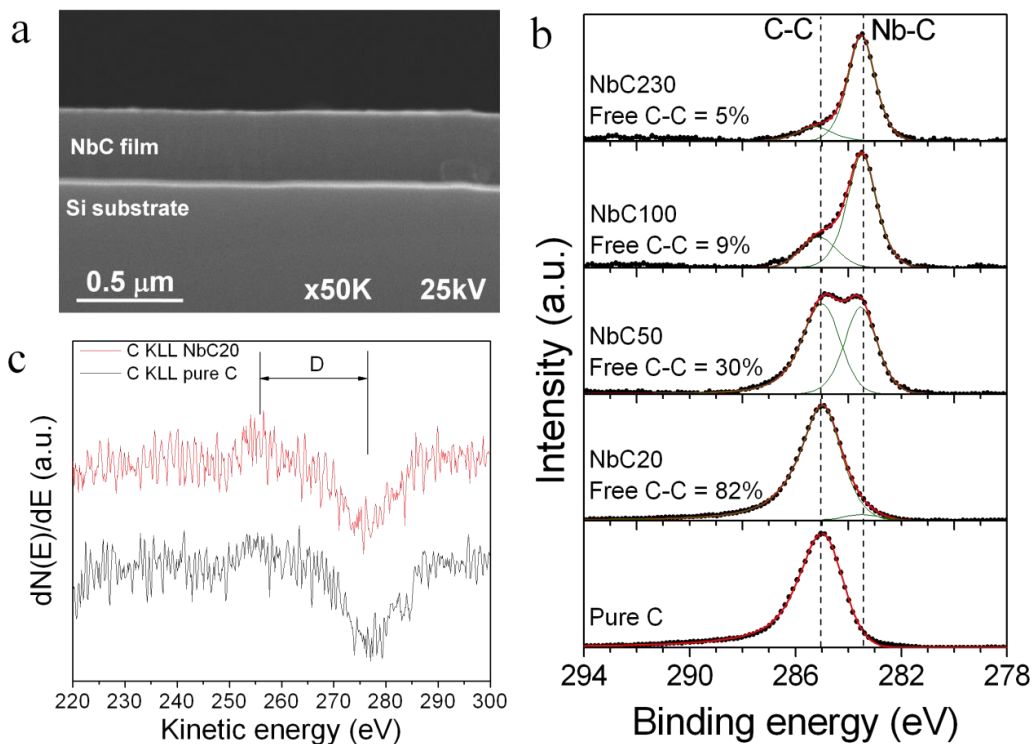 a
NbC film
Si substrate
0.5 μm
x50K
25kV
b
C-C
Nb-C
NbC230
Free C-C = 5%
NbC100
Free C-C = 9%
NbC50
Free C-C = 30%
NbC20
Free C-C = 82%
Pure C
Intensity (a.u.)
294 290 286 282 278
Binding energy (eV)
c
C KLL NbC20
C KLL pure C
D
dN(E)/dE (a.u.)
220 230 240 250 260 270 280 290 300
Kinetic energy (eV)